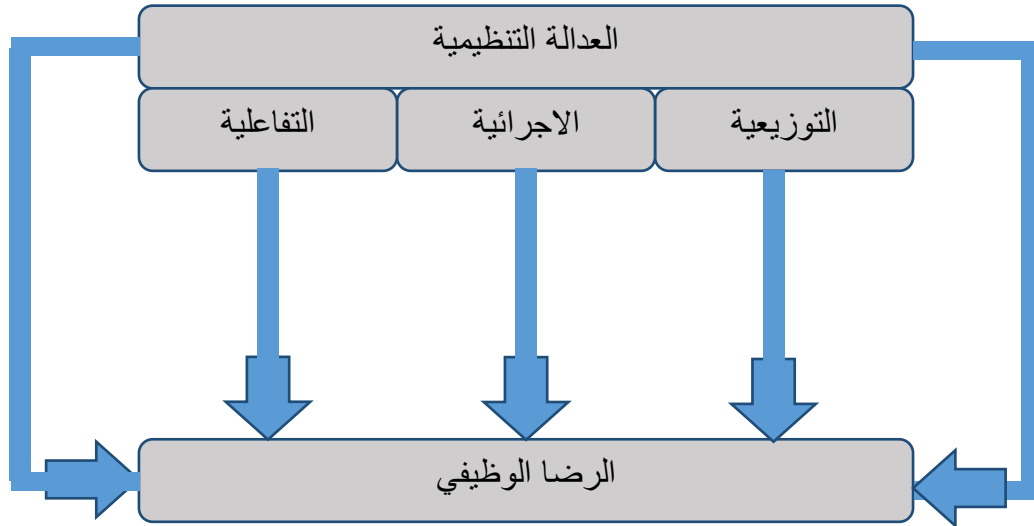 العدالة التنظيمية
التوزيعية
الاجرائية
التفاعلية
الرضا الوظيفي